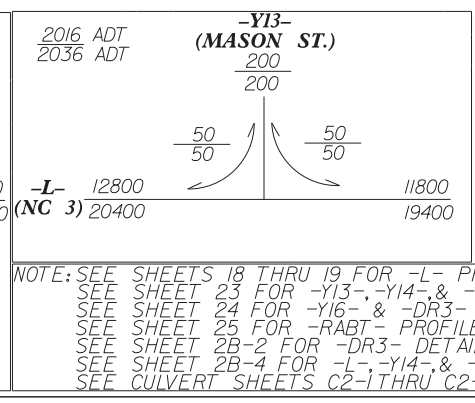 2016 ADT
2036 ADT
-Y13-
(MASON ST.)
200
200
50
50
50
50
-L-
(NC 3)
12800
20400
11800
19400
NOTE: SEE SHEETS 18 THRU 19 FOR -L-
SEE SHEET 23 FOR -Y13-, -Y14-, & -
SEE SHEET 24 FOR -Y16- & -DR3-
SEE SHEET 25 FOR -RABT- PROFILE
SEE SHEET 2B-2 FOR -DR3-
SEE SHEET 2B-4 FOR -L-, -Y14-, & -
SEE CULVERT SHEETS C2-1 THRU C2-